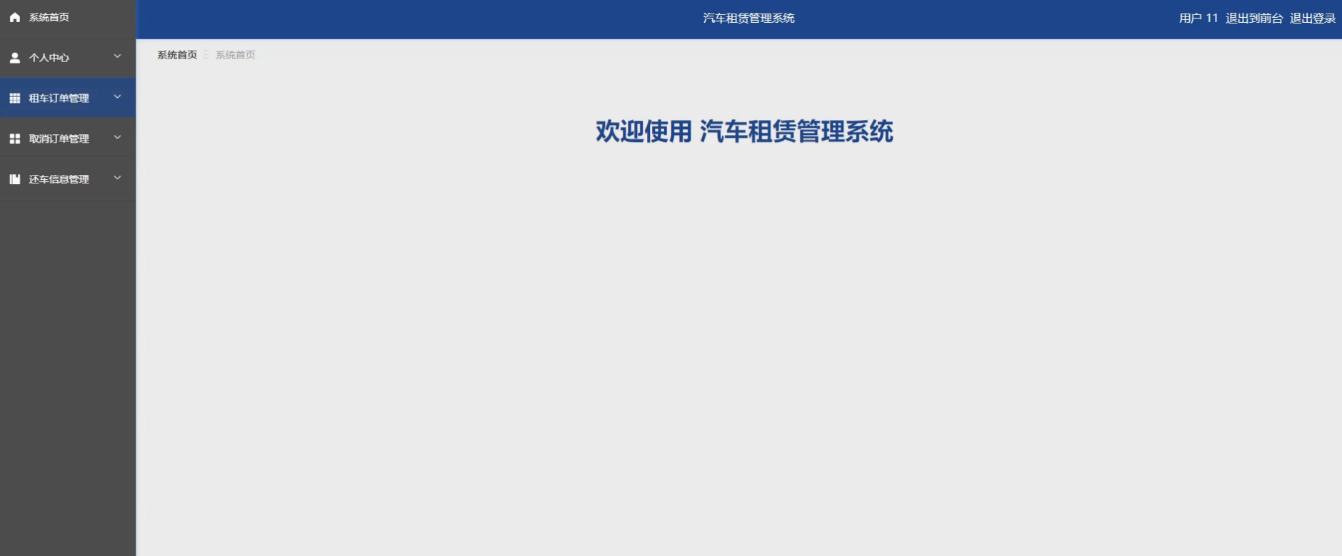 系统首页
汽车租赁管理系统
用户 11 退出到前台 退出登录
个人中心
系统首页 系统首页
租车订单管理
欢迎使用 汽车租赁管理系统
取消订单管理
还车信息管理